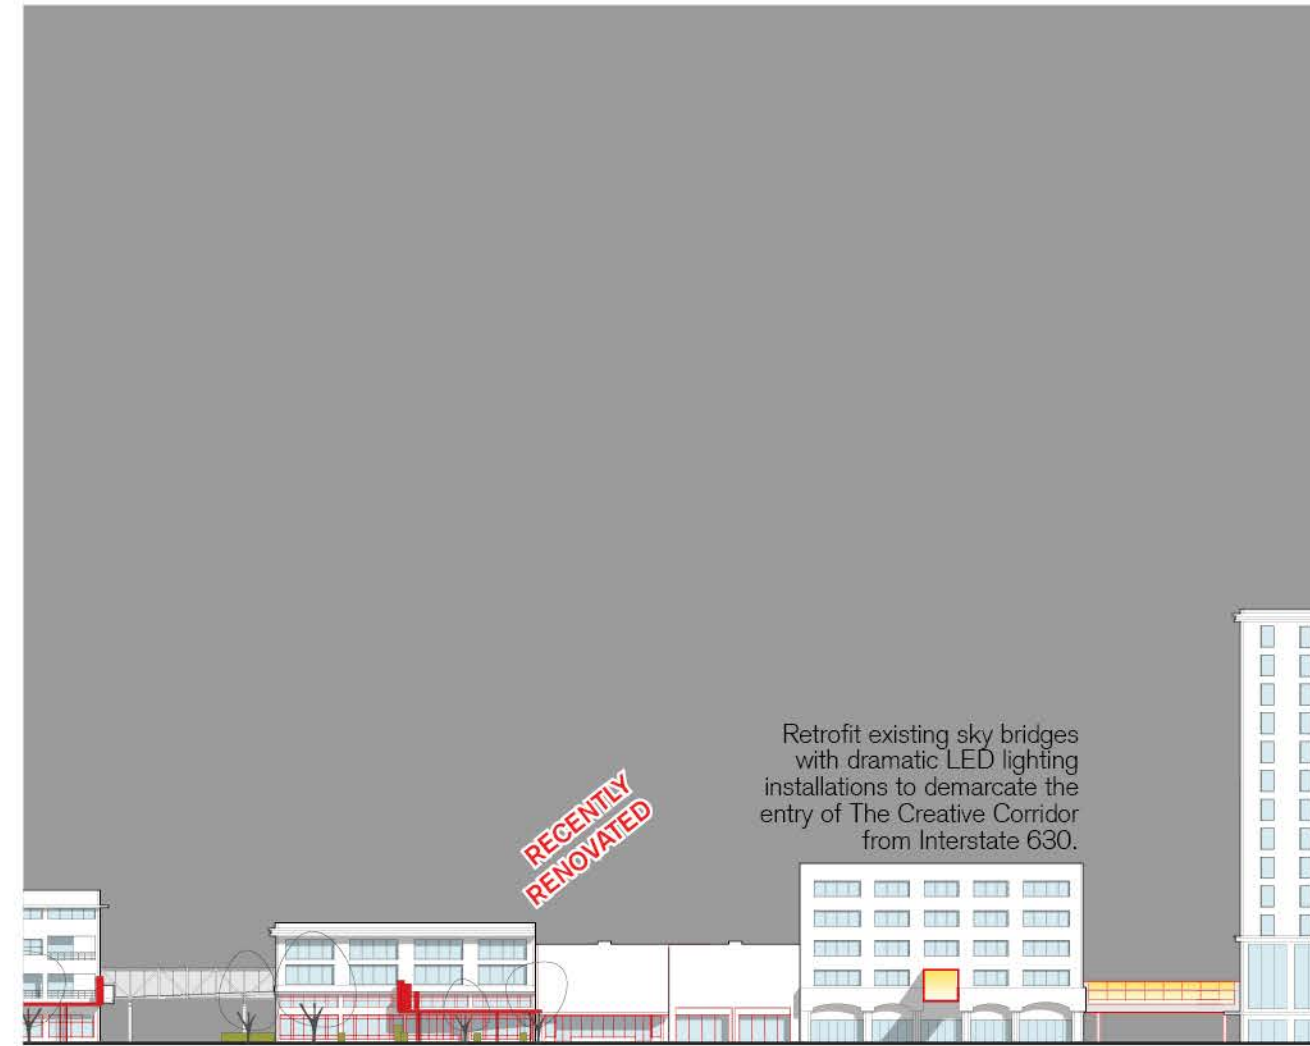 Retrofit existing sky bridges
with dramatic LED lighting
installations to demarcate the
entry of The Creative Corridor
from Interstate 630.
RECENTLY
RENOVATED